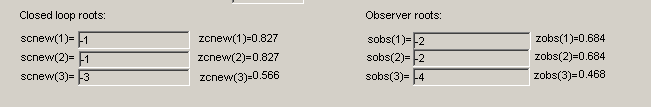 Closed loop roots:
scnew(1)= -1 zcnew(1)=0.827
scnew(2)= -1 zcnew(2)=0.827
scnew(3)= -3 zcnew(3)=0.566
Observer roots:
sobs(1)= -2 zobs(1)=0.684
sobs(2)= -2 zobs(2)=0.684
sobs(3)= -4 zobs(3)=0.468